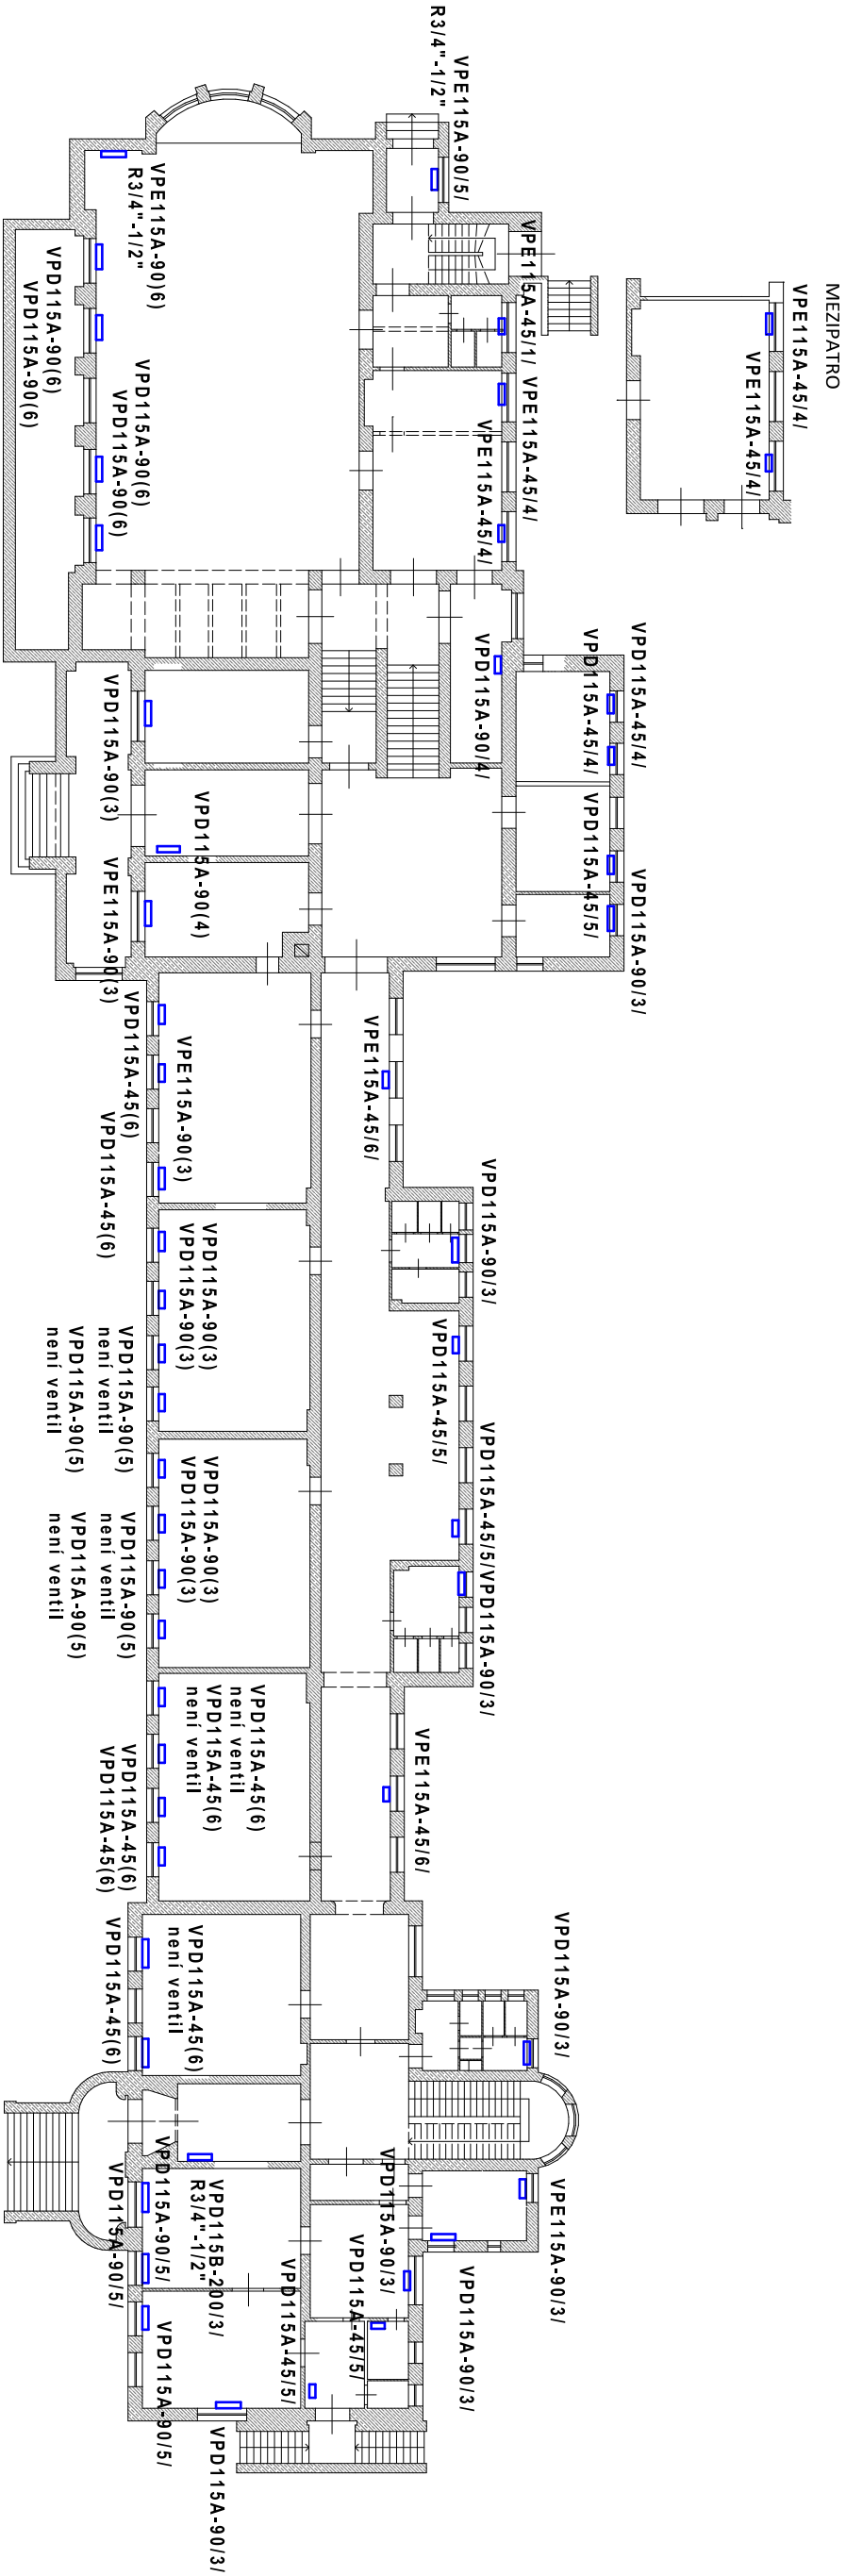 MEZIPATRO
VPE115A-45/4/
VPE115A-45/4/
VPE115A-90/5/
R3/4"-1/2"
VPE115A-45/1/
VPE115A-45/4/
VPE115A-45/4/
VPE115A-90)6)
R3/4"-1/2"
VPD115A-90(6)
VPD115A-90(6)
VPD115A-90(6)
VPD115A-90(6)
VPD115A-90/4/
VPD115A-45/4/
VPD115A-45/4/
VPD115A-45/5/
VPD115A-90/3/
VPD115A-90(3)
VPD115A-90(4)
VPE115A-90(3)
VPD115A-45(6)
VPE115A-90(3)
VPD115A-45(6)
VPE115A-45/6/
VPD115A-90/3/
VPD115A-45/5/
VPD115A-45/5/VPD115A-90/3/
VPD115A-90(3)
VPD115A-90(3)
VPD115A-90(5)
není ventil
VPD115A-90(5)
není ventil
VPD115A-90(3)
VPD115A-90(3)
VPD115A-90(5)
není ventil
VPD115A-90(5)
není ventil
VPD115A-45(6)
není ventil
VPD115A-45(6)
není ventil
VPD115A-45(6)
VPD115A-45(6)
VPE115A-45/6/
VPD115A-45(6)
není ventil
VPD115A-45(6)
VPD115A-90/3/
VPE115A-90/3/
VPD115A-90/3/
VPD115A-90/3/
VPD115A-45/5/
VPD115A-45/5/
VPD115B-200/3/
R3/4"-1/2"
VPD115A-90/5/
VPD115A-90/5/
VPD115A-90/5/
VPD115A-90/3/